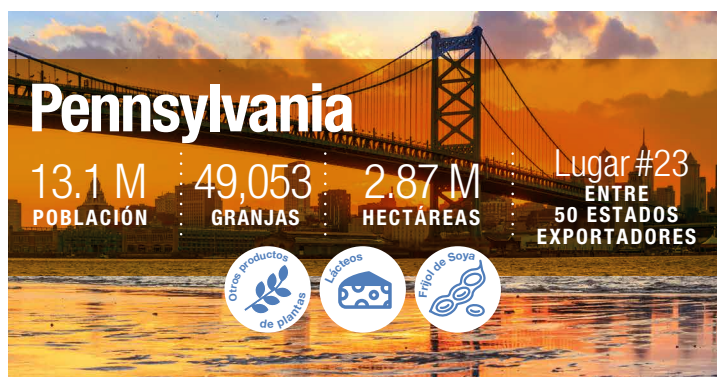 Pennsylvania
13.1 M
POBLACIÓN
49,053
GRANJAS
2.87 M
HECTÁREAS
Lugar #23
ENTRE
50 ESTADOS
EXPORTADORES
Otros productos
de plantas
Lácteos
Frijol de Soya